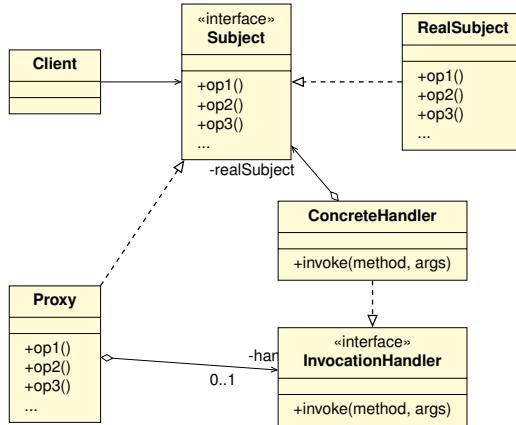 «interface»
Subject
+op1()
+op2()
+op3()
...
RealSubject
+op1()
+op2()
+op3()
...
Client
-realSubject
ConcreteHandler
+invoke(method, args)
Proxy
+op1()
+op2()
+op3()
...
-han
0..1
«interface»
InvocationHandler
+invoke(method, args)